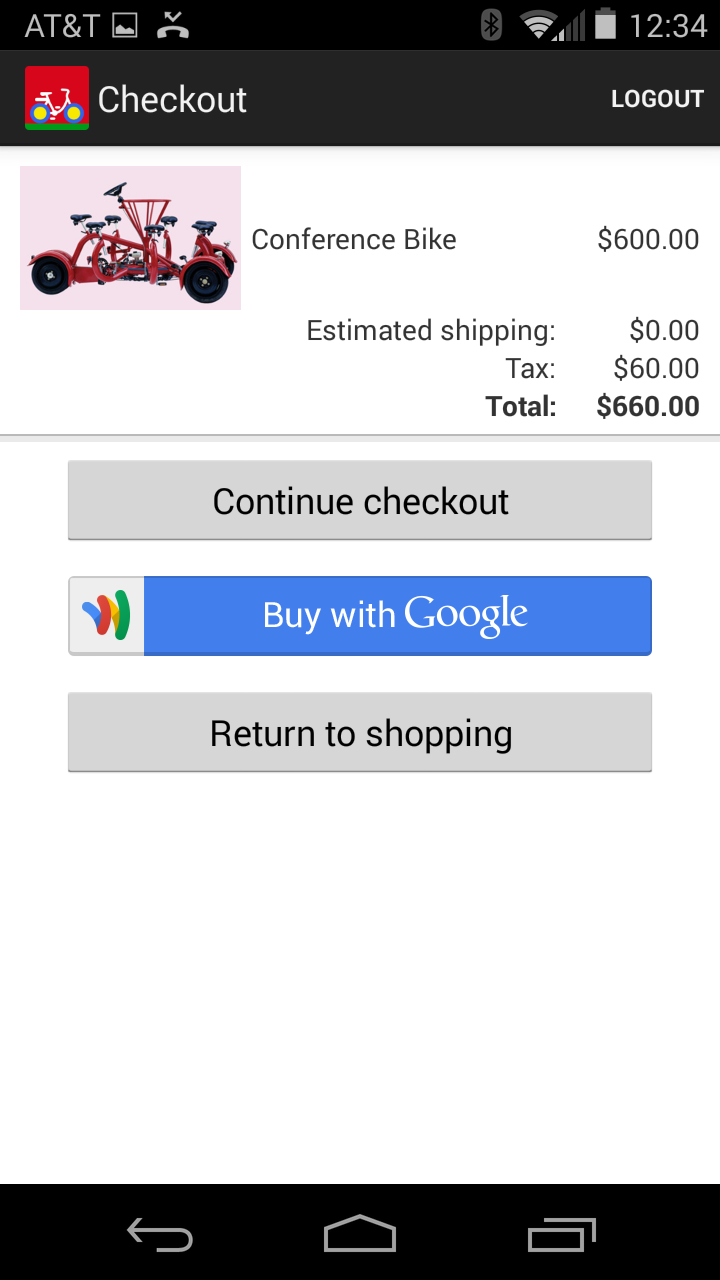 AT&T 12:34
Checkout LOGOUT
Conference Bike $600.00
Estimated shipping: $0.00
Tax: $60.00
Total: $660.00
Continue checkout
Buy with Google
Return to shopping